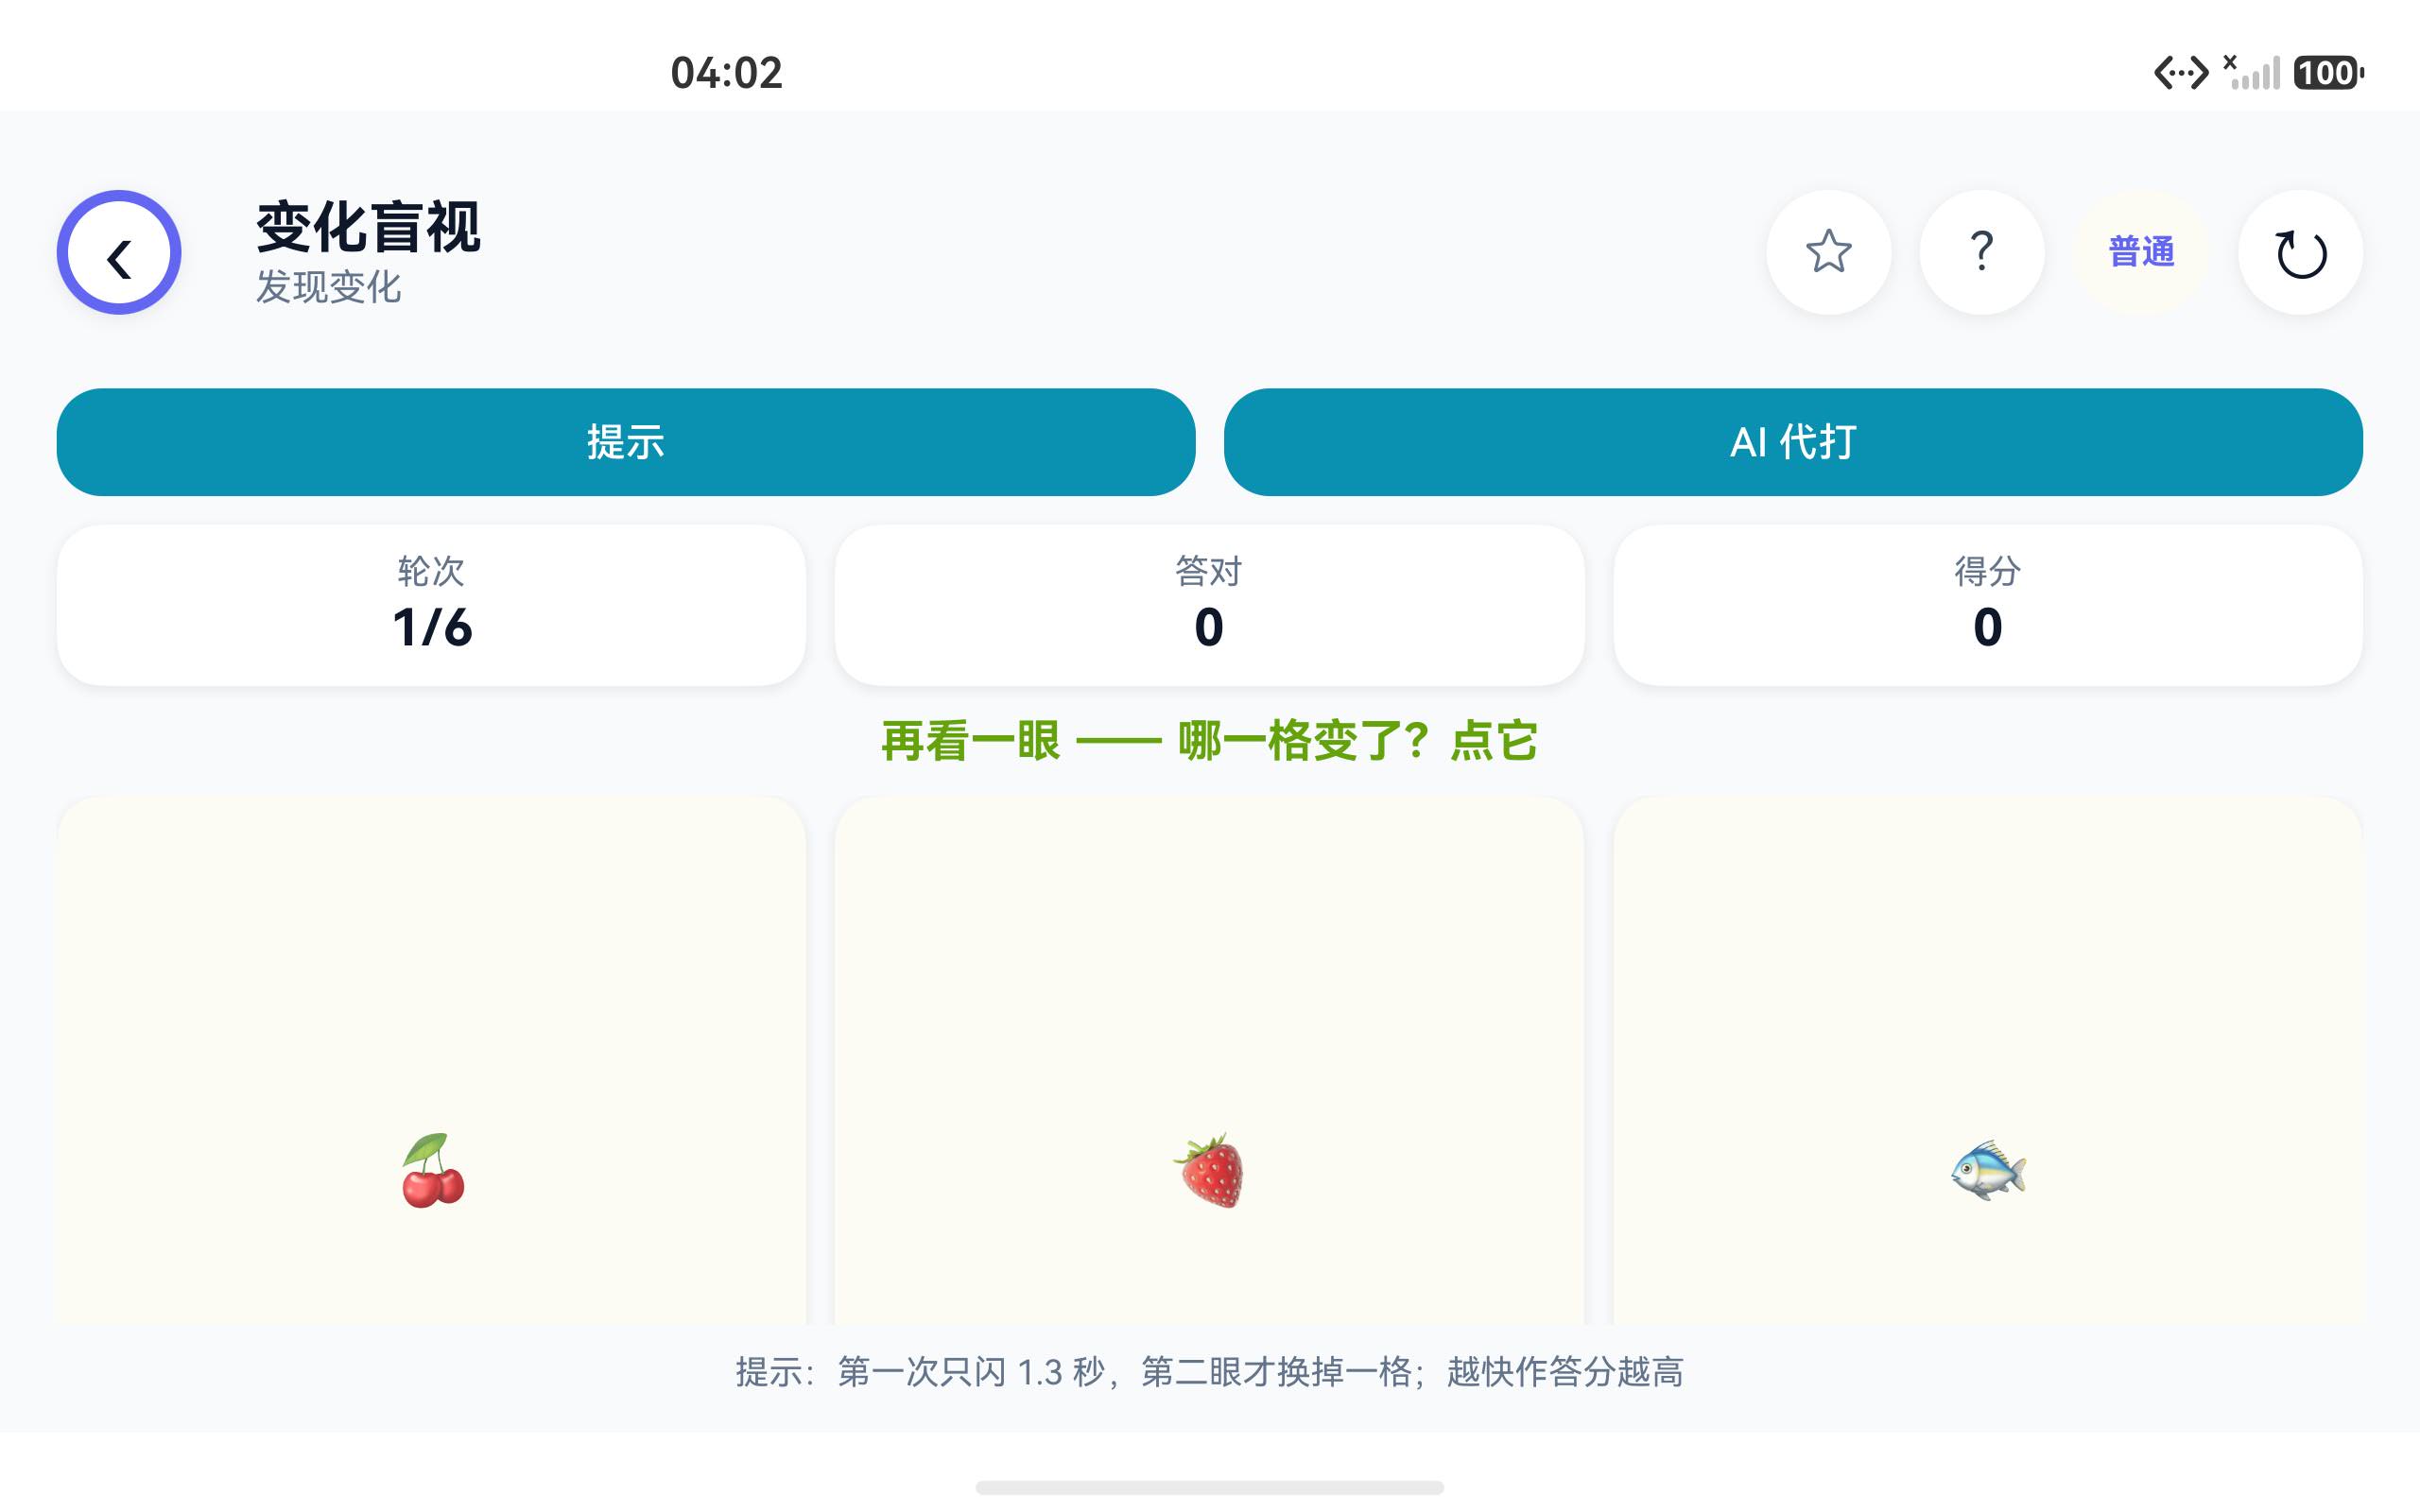 04:02
100
变化盲视
发现变化
?
普通
提示
AI 代打
轮次
1/6
答对
0
得分
0
再看一眼 —— 哪一格变了？点它
提示：第一次只闪 1.3 秒，第二眼才换掉一格；越快作答分越高